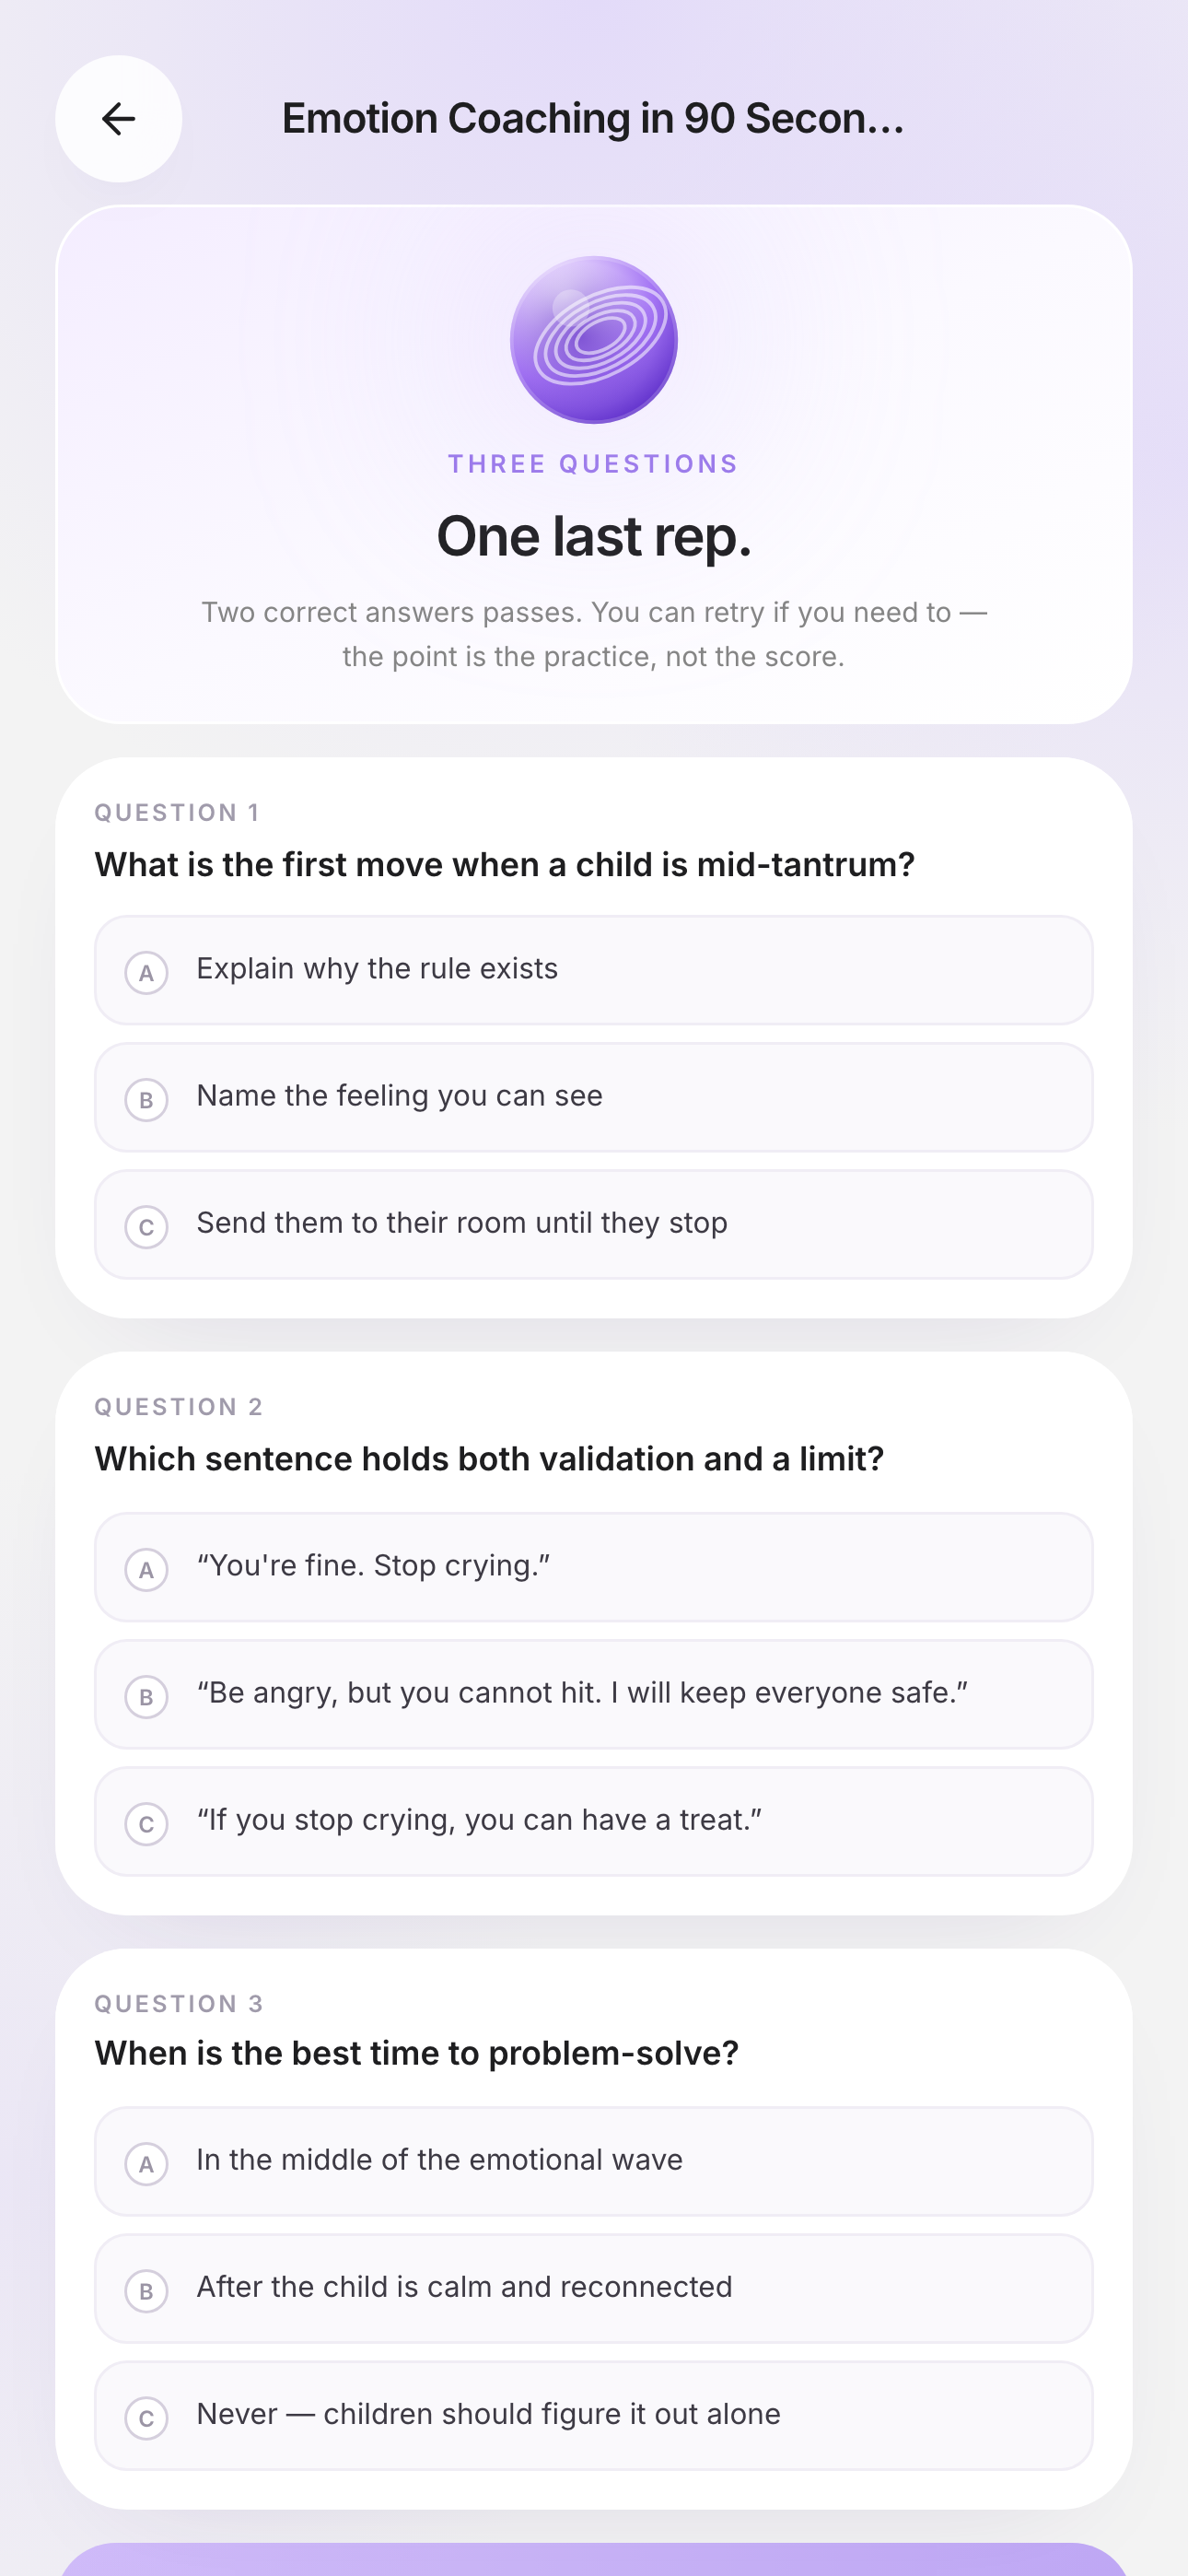 Emotion Coaching in 90 Secon...
THREE QUESTIONS
One last rep.
Two correct answers passes. You can retry if you need to —
the point is the practice, not the score.
QUESTION 1
What is the first move when a child is mid-tantrum?
A Explain why the rule exists
B Name the feeling you can see
C Send them to their room until they stop
QUESTION 2
Which sentence holds both validation and a limit?
A “You're fine. Stop crying.”
B “Be angry, but you cannot hit. I will keep everyone safe.”
C “If you stop crying, you can have a treat.”
QUESTION 3
When is the best time to problem-solve?
A In the middle of the emotional wave
B After the child is calm and reconnected
C Never — children should figure it out alone